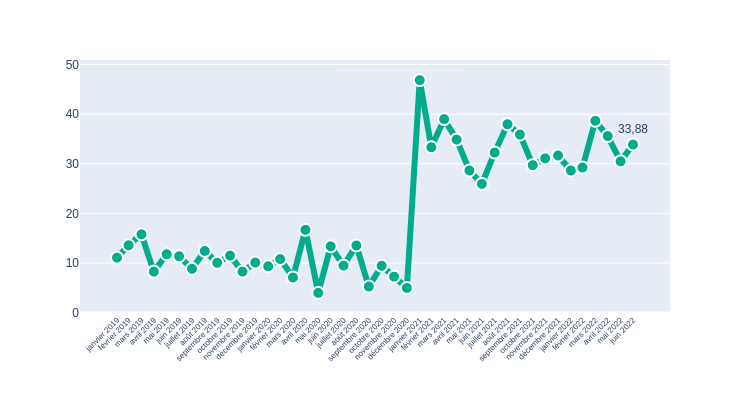 50
40
30
20
10
0
33,88
janvier 2019
février 2019
mars 2019
avril 2019
mai 2019
juin 2019
juillet 2019
août 2019
septembre 2019
octobre 2019
novembre 2019
décembre 2019
janvier 2020
février 2020
mars 2020
avril 2020
mai 2020
juin 2020
juillet 2020
août 2020
septembre 2020
octobre 2020
novembre 2020
décembre 2020
janvier 2021
février 2021
mars 2021
avril 2021
mai 2021
juin 2021
juillet 2021
août 2021
septembre 2021
octobre 2021
novembre 2021
décembre 2021
janvier 2022
février 2022
mars 2022
avril 2022
mai 2022
juin 2022